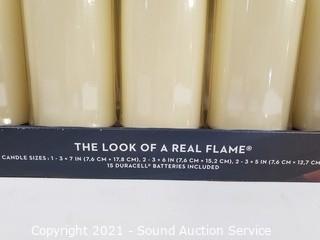 THE LOOK OF A REAL FLAME®
CANDLE SIZES: 1 - 3 × 7 IN (7.6 CM × 17.8 CM), 2 - 3 × 6 IN (7.6 CM × 15.2 CM), 2 - 3 × 5 IN (7.6 CM × 12.7 CM
15 DURACELL® BATTERIES INCLUDED
Copyright 2021 - Sound Auction Service